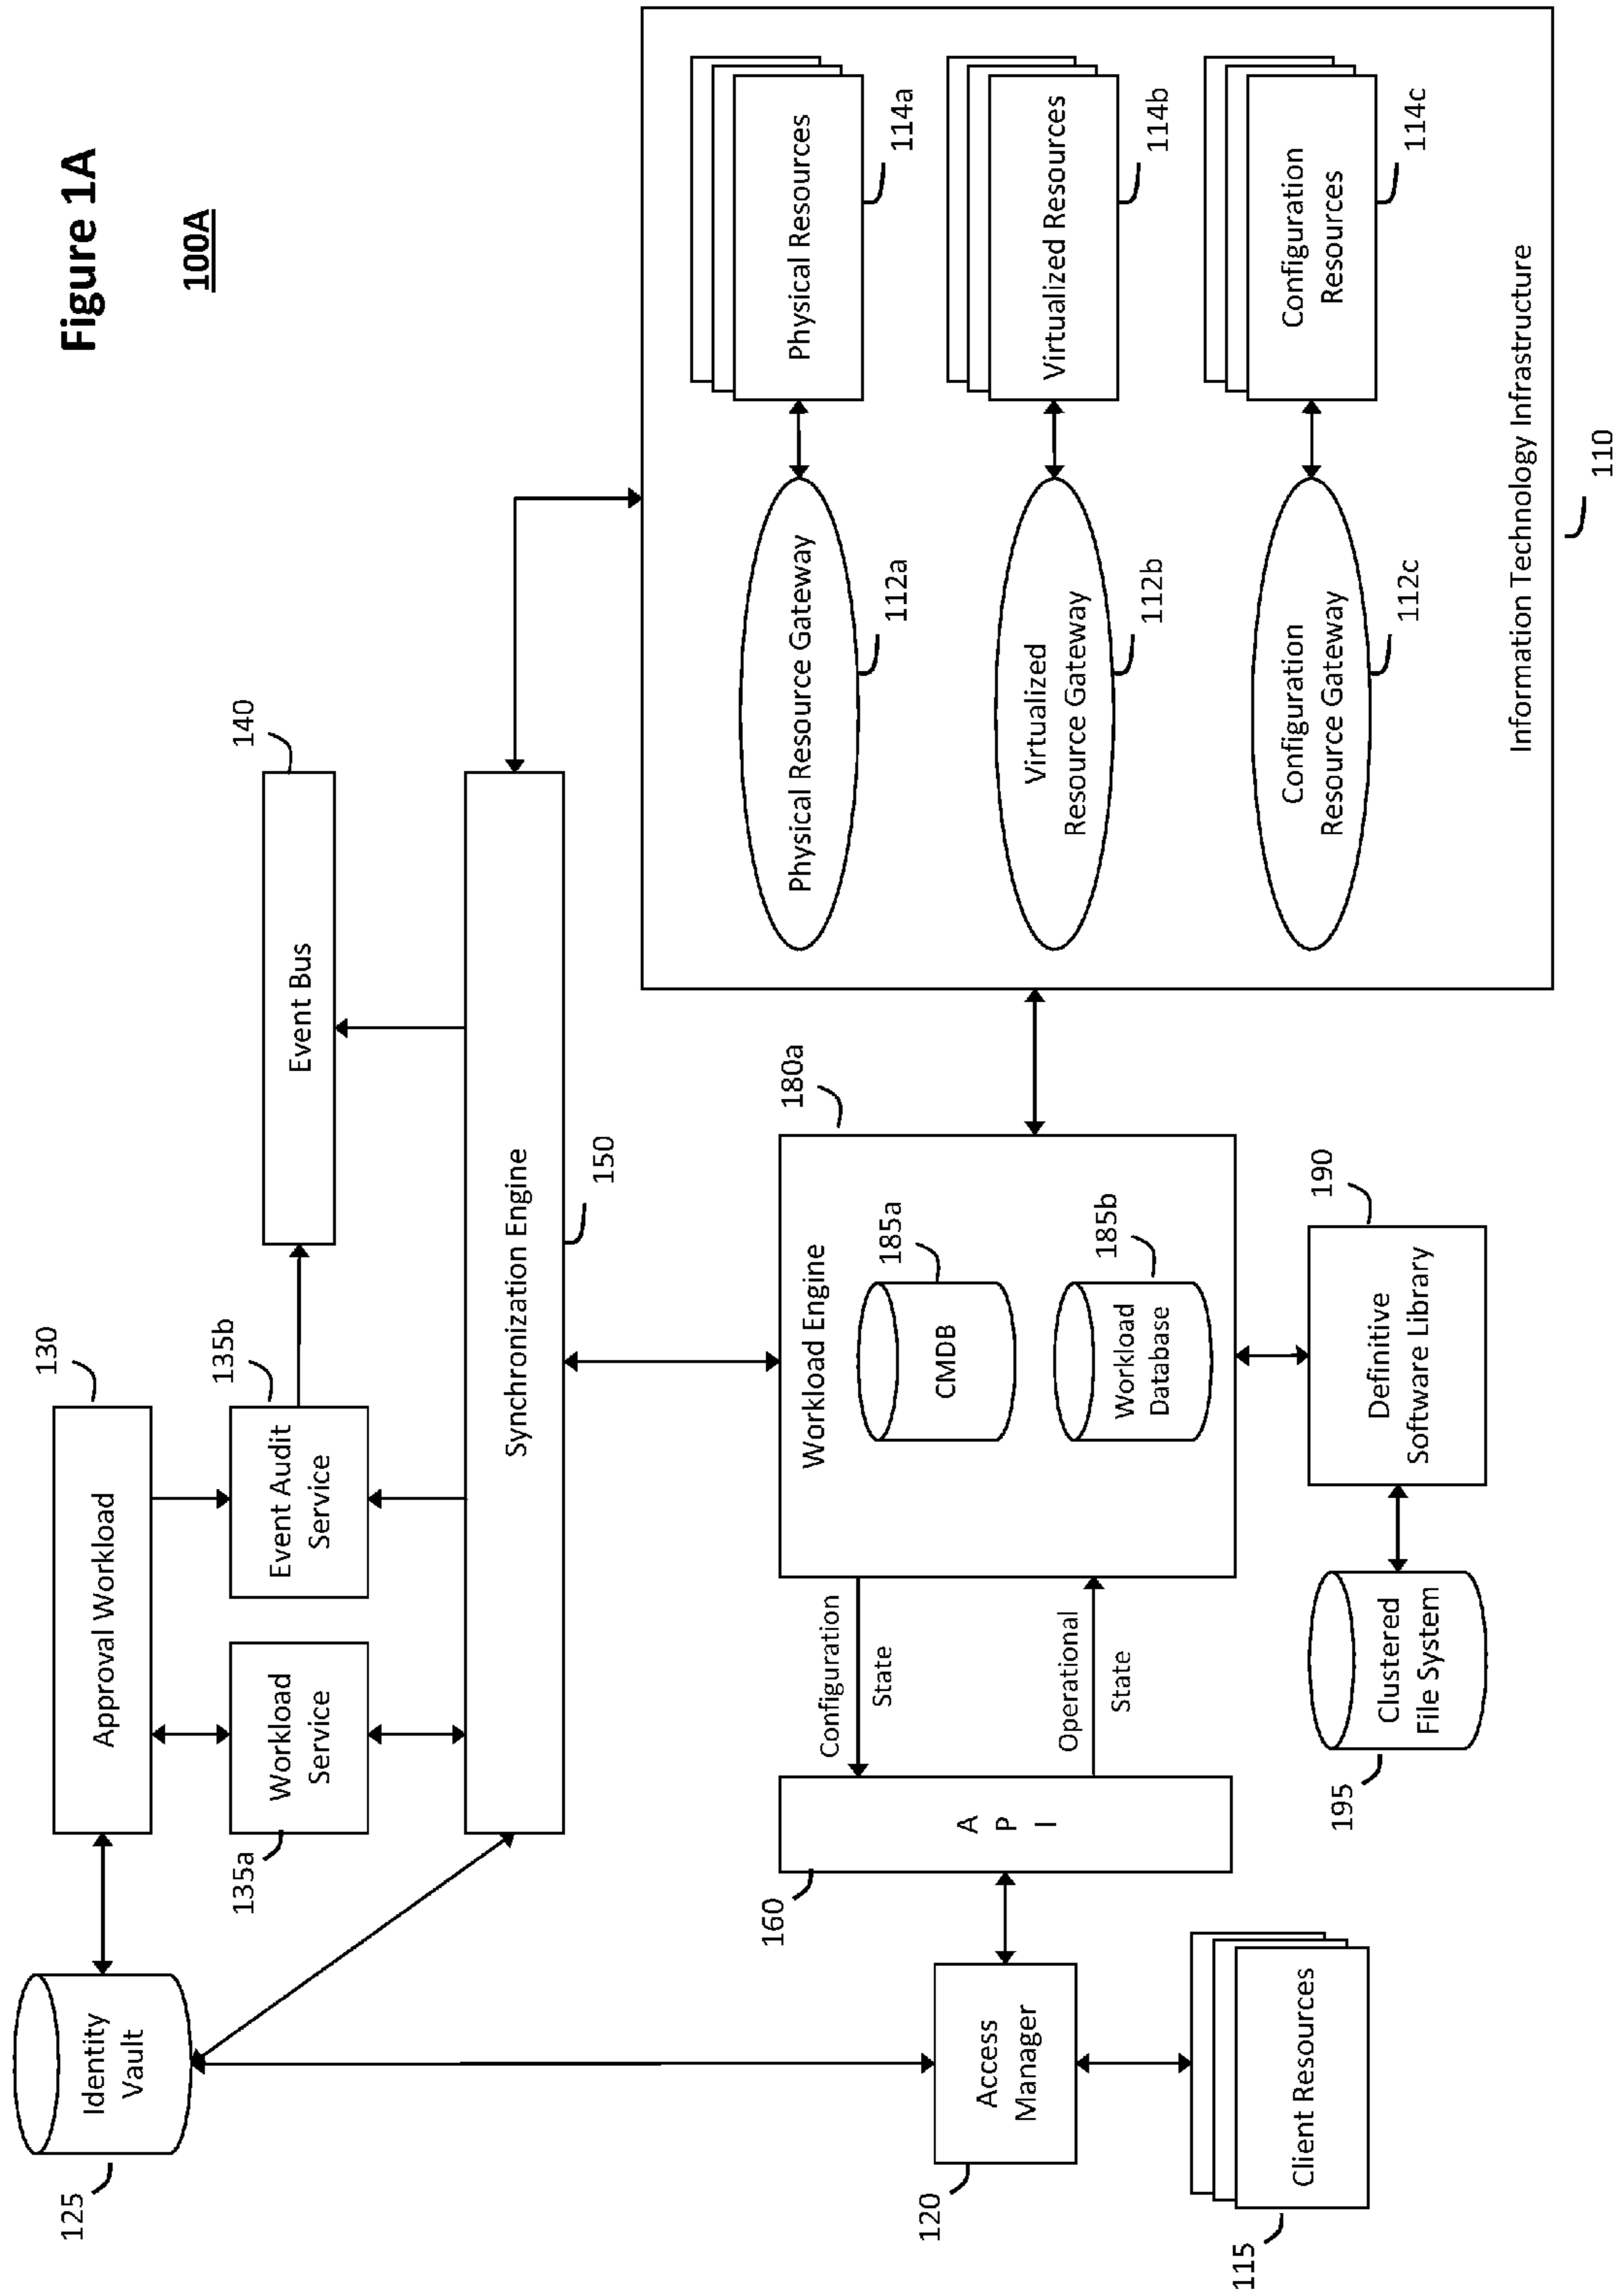 Figure 1A
100A
125
Identity
Vault
130
Approval Workload
135a
Workload
Service
135b
Event Audit
Service
140
Event Bus
Synchronization Engine
150
115
Client Resources
120
Access
Manager
160
A
P
I
Configuration
State
Operational
State
180a
Workload Engine
185a
CMDB
185b
Workload
Database
190
Definitive
Software Library
195
Clustered
File System
Physical Resource Gateway
112a
Physical Resources
114a
Virtualized
Resource Gateway
112b
Virtualized Resources
114b
Configuration
Resource Gateway
112c
Configuration
Resources
114c
Information Technology Infrastructure
110